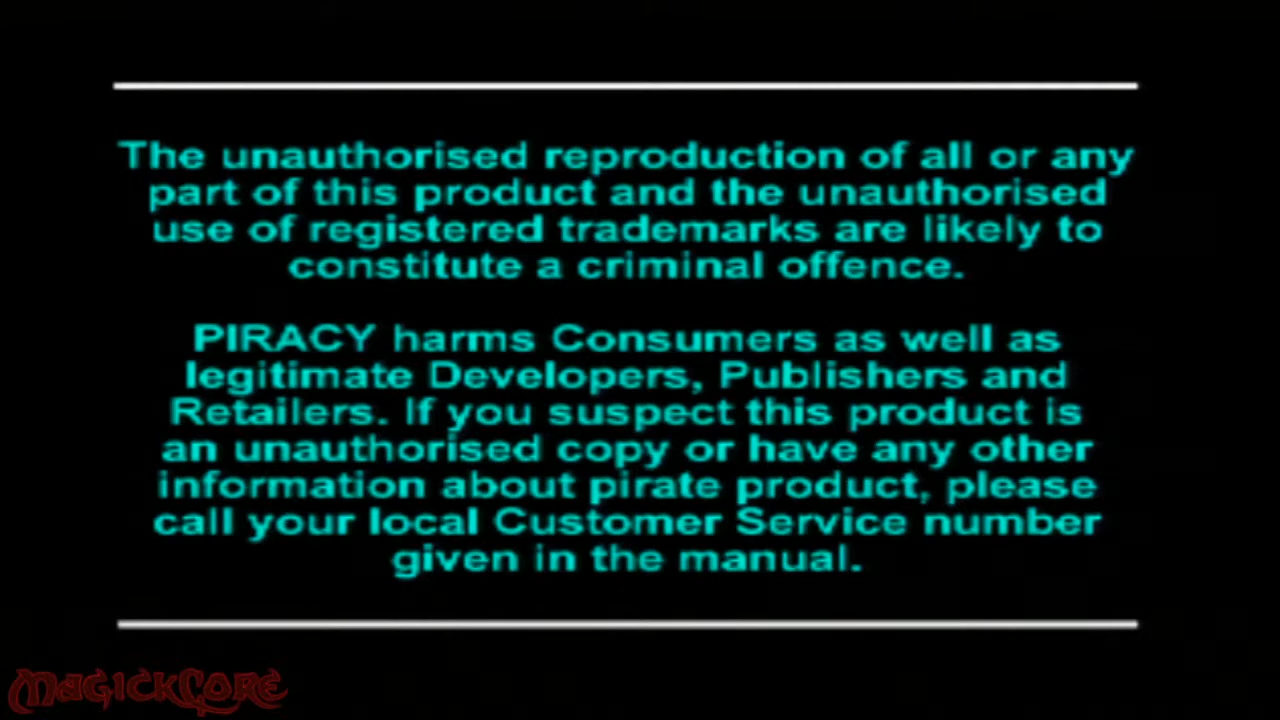 The unauthorised reproduction of all or any
part of this product and the unauthorised
use of registered trademarks are likely to
constitute a criminal offence.
PIRACY harms Consumers as well as
legitimate Developers, Publishers and
Retailers. If you suspect this product is
an unauthorised copy or have any other
information about pirate product, please
call your local Customer Service number
given in the manual.
MagickCore